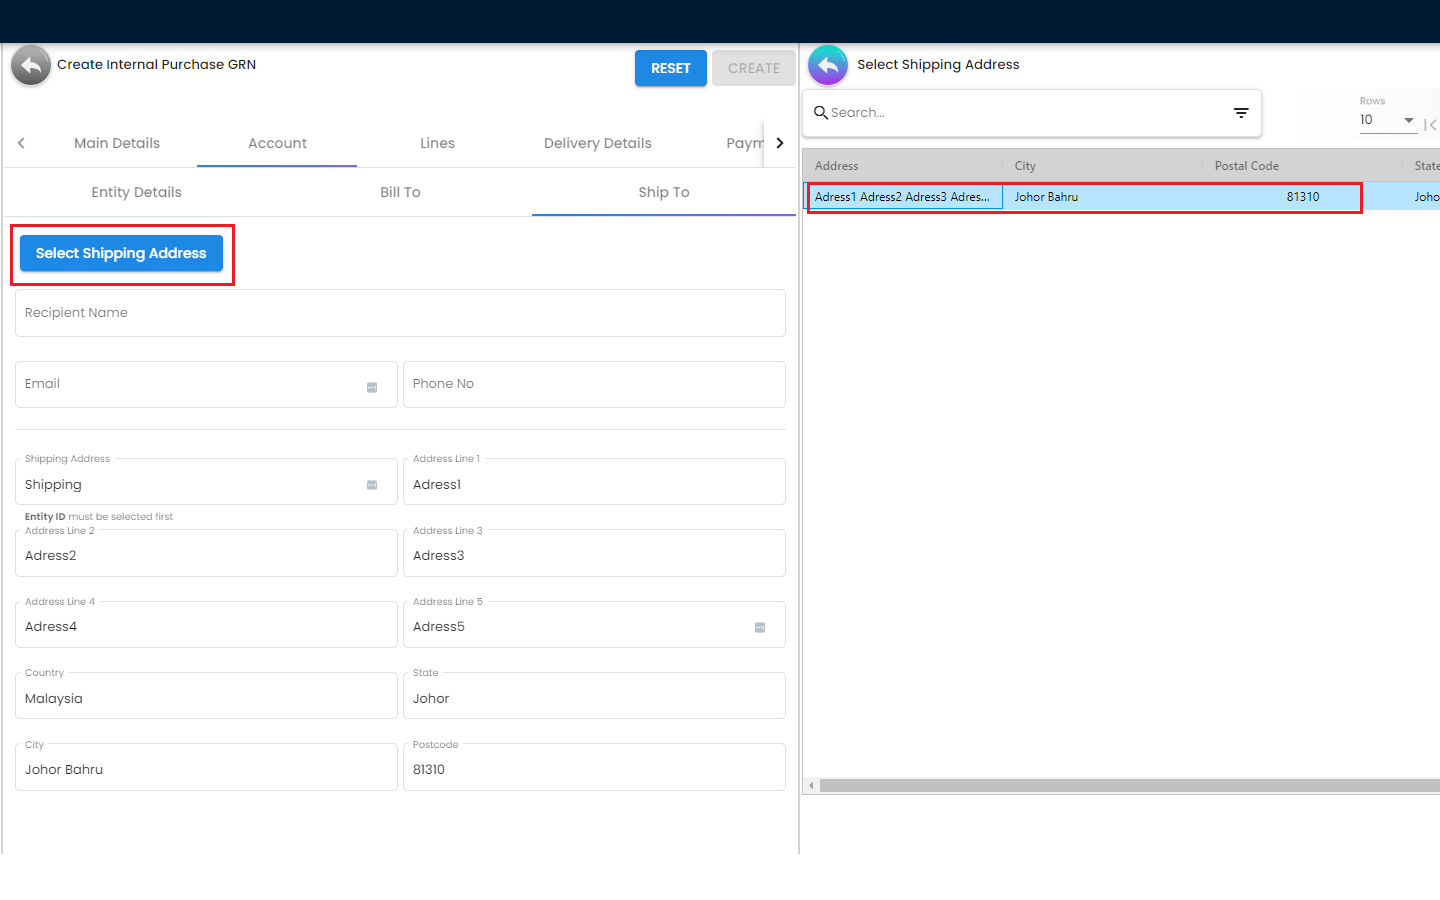 Create Internal Purchase GRN
RESET
CREATE
Main Details
Account
Lines
Delivery Details
Paym
Entity Details
Bill To
Ship To
Select Shipping Address
Recipient Name
Email
Phone No
Shipping Address
Shipping
Address Line 1
Adress1
Entity ID must be selected first
Address Line 2
Adress2
Address Line 3
Adress3
Address Line 4
Adress4
Address Line 5
Adress5
Country
Malaysia
State
Johor
City
Johor Bahru
Postcode
81310
Select Shipping Address
Search...
Rows
10
Address City Postal Code State
Adress1 Adress2 Adress3 Adres... Johor Bahru 81310 Joho